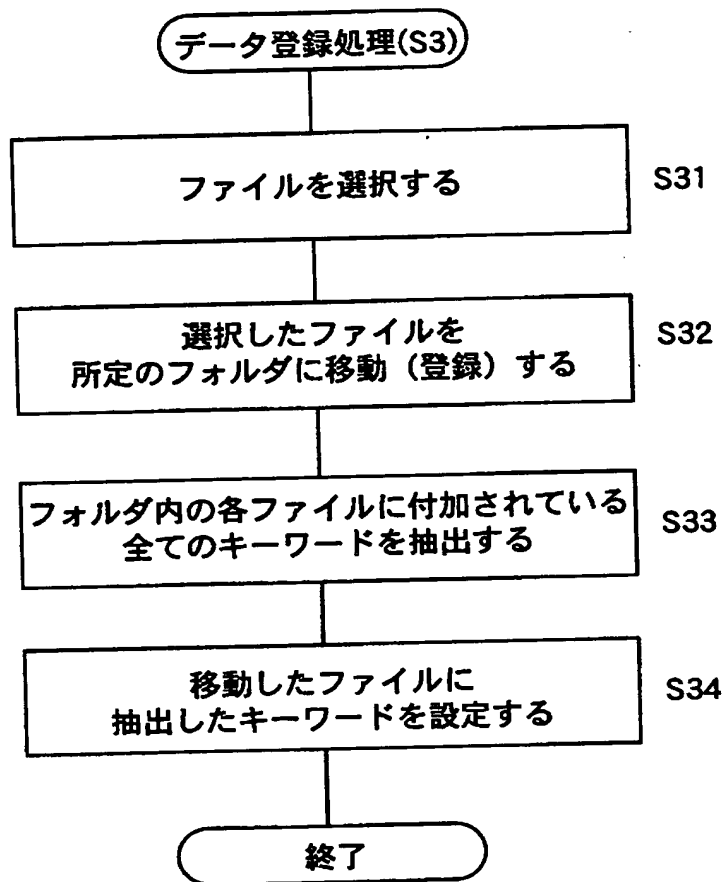 データ登録処理(S3)
ファイルを選択する
S31
選択したファイルを
所定のフォルダに移動（登録）する
S32
フォルダ内の各ファイルに付加されている
全てのキーワードを抽出する
S33
移動したファイルに
抽出したキーワードを設定する
S34
終了